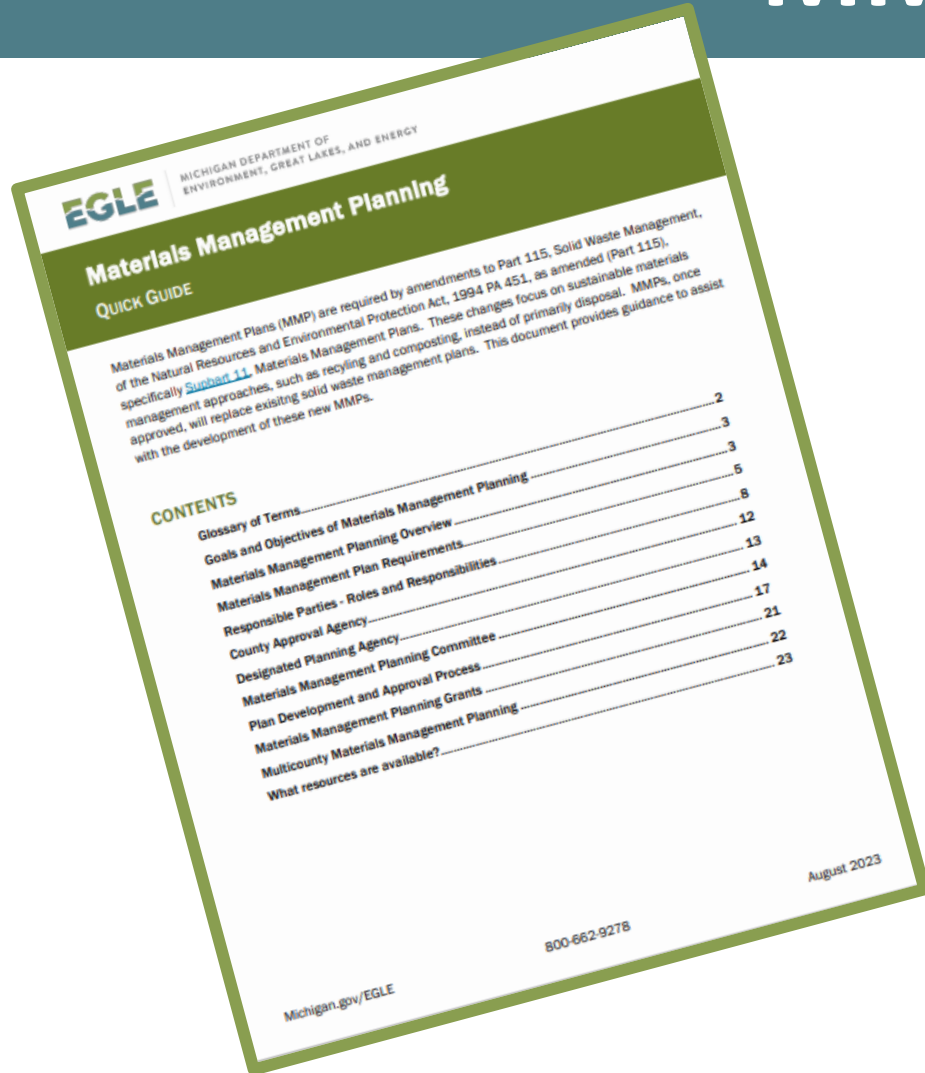 EGLE
MICHIGAN DEPARTMENT OF
ENVIRONMENT, GREAT LAKES, AND ENERGY
Materials Management Planning
QUICK GUIDE
Materials Management Plans (MMP) are required by amendments to Part 115, Solid Waste Management,
of the Natural Resources and Environmental Protection Act, 1994 PA 451, as amended (Part 115),
specifically Subpart 11, Materials Management Plans. These changes focus on sustainable materials
management approaches, such as recyling and composting, instead of primarily disposal. MMPs, once
approved, will replace exisitng solid waste management plans. This document provides guidance to assist
with the development of these new MMPs.
CONTENTS
Glossary of Terms...2
Goals and Objectives of Materials Management Planning...3
Materials Management Planning Overview...3
Materials Management Plan Requirements...5
Responsible Parties - Roles and Responsibilities...8
County Approval Agency...12
Designated Planning Agency...13
Materials Management Planning Committee...14
Plan Development and Approval Process...17
Materials Management Planning Grants...21
Multicounty Materials Management Planning...22
What resources are available?...23
August 2023
800-662-9278
Michigan.gov/EGLE